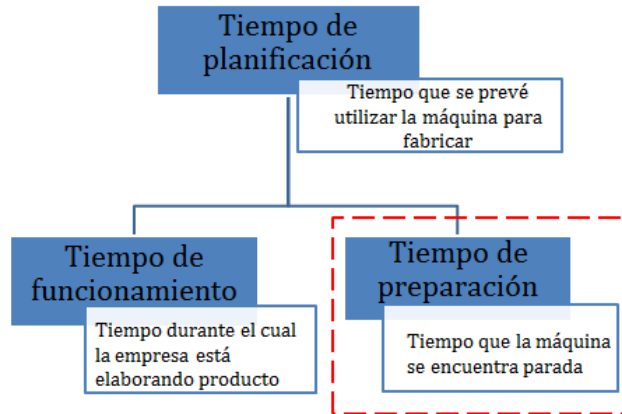 Tiempo de
planificación
Tiempo que se prevé
utilizar la máquina para
fabricar
Tiempo de
funcionamiento
Tiempo durante el cual
la empresa está
elaborando producto
Tiempo de
preparación
Tiempo que la máquina
se encuentra parada